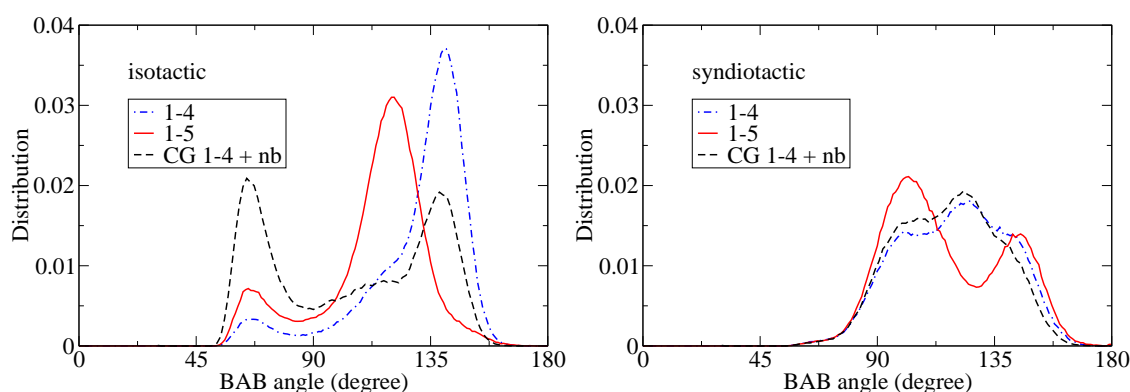 0.04
0.03
0.02
0.01
0
Distribution
isotactic
1-4
1-5
CG 1-4 + nb
0 45 90 135 180
BAB angle (degree)
0.04
0.03
0.02
0.01
0
Distribution
syndiotactic
1-4
1-5
CG 1-4 + nb
0 45 90 135 180
BAB angle (degree)